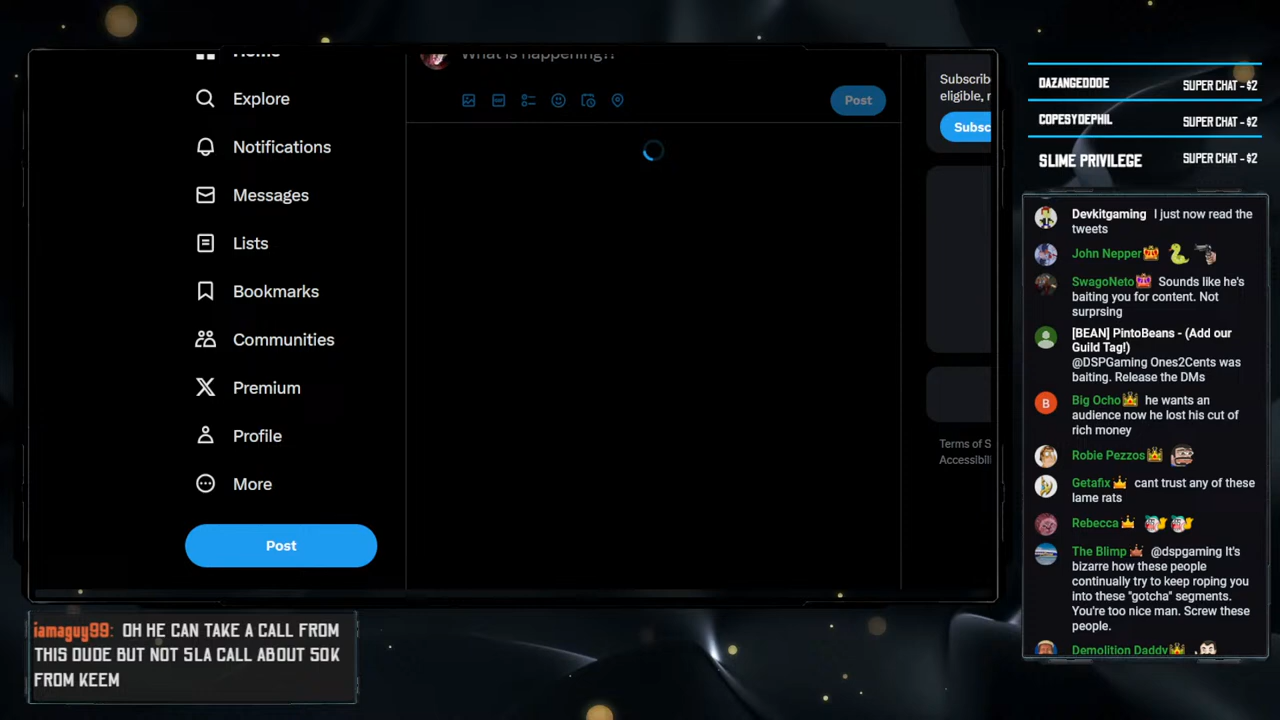 Home
Explore
Notifications
Messages
Lists
Bookmarks
Communities
Premium
Profile
More
Post
What is happening?!
Post
Subscrib
eligible, r
Subsc
Terms of S
Accessibili
DAZANGEDDOE SUPER CHAT - $2
COPESYDEPHIL SUPER CHAT - $2
SLIME PRIVILEGE SUPER CHAT - $2
Devkitgaming I just now read the
tweets
John Nepper
SwagoNeto Sounds like he's
baiting you for content. Not
surprsing
[BEAN] PintoBeans - (Add our
Guild Tag!)
@DSPGaming Ones2Cents was
baiting. Release the DMs
Big Ocho he wants an
audience now he lost his cut of
rich money
Robie Pezzos
Getafix cant trust any of these
lame rats
Rebecca
The Blimp @dspgaming It's
bizarre how these people
continually try to keep roping you
into these "gotcha" segments.
You're too nice man. Screw these
people.
Demolition Daddy
B
iamaguy99: OH HE CAN TAKE A CALL FROM
THIS DUDE BUT NOT 5LA CALL ABOUT 50K
FROM KEEM